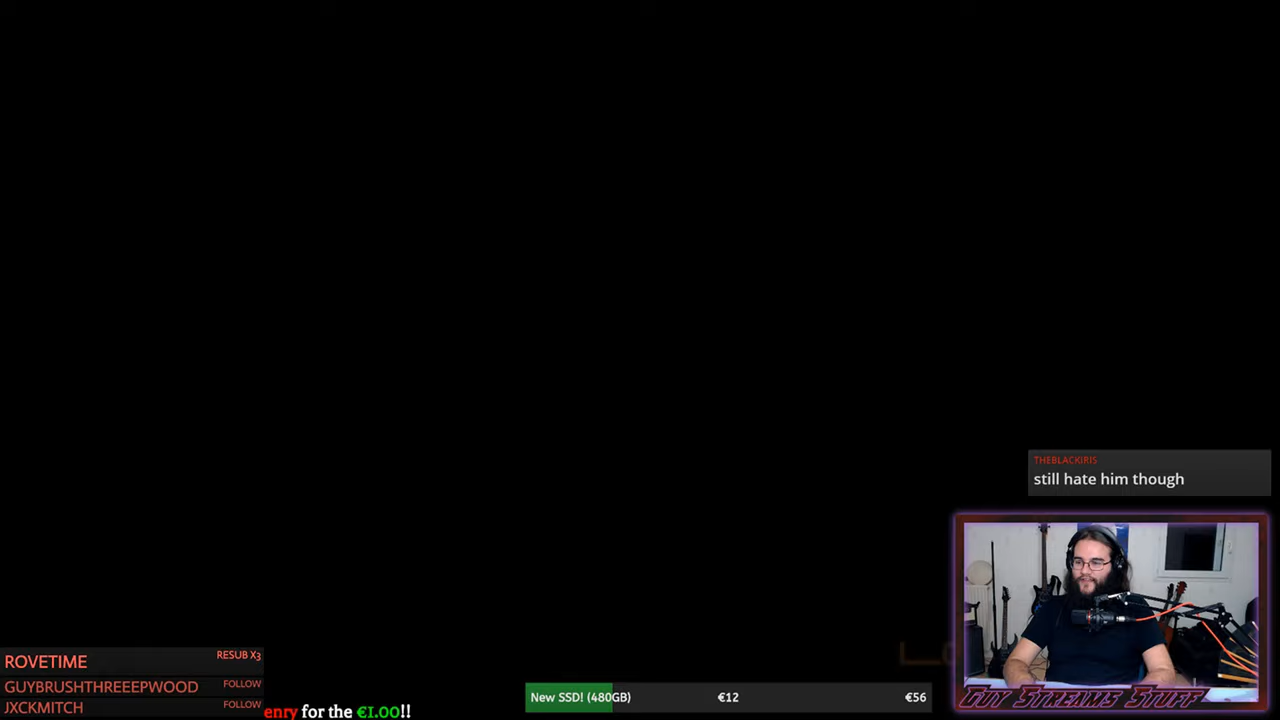 THEBLACKIRIS
still hate him though
ROVETIME RESUB X3
GUYBRUSHTHREEEPWOOD FOLLOW
JXCKMITCH FOLLOW
enry for the €1.00!!
New SSD! (480GB) €12 €56
GUY STREAMS STUFF